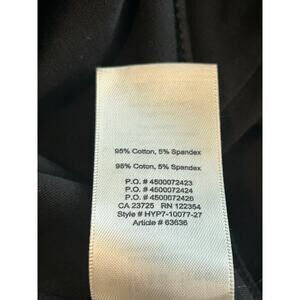 95% Cotton, 5% Spandex
95% Cotton, 5% Spandex
P.O. # 4500072423
P.O. # 4500072424
P.O. # 4500072426
CA 23725 RN 122354
Style # HYP7-10077-27
Article # 63636